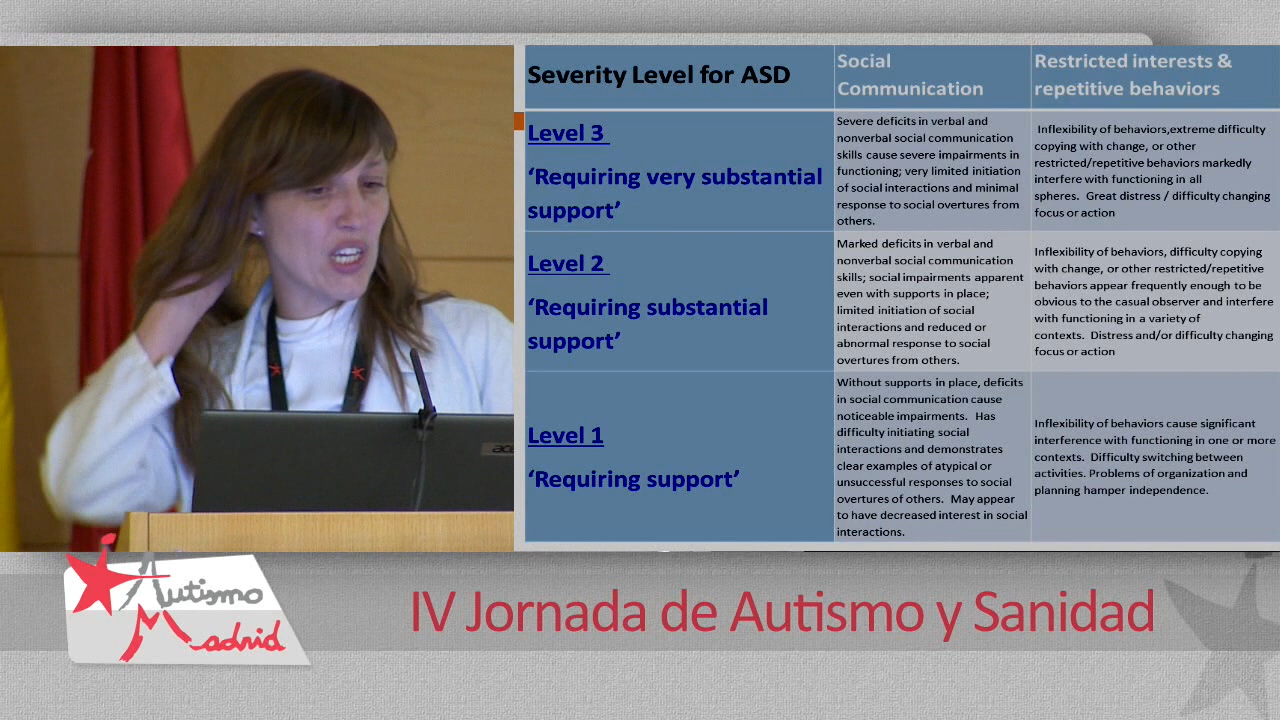 Severity Level for ASD
Social
Communication
Restricted interests &
repetitive behaviors
Level 3
‘Requiring very substantial
support’
Severe deficits in verbal and
nonverbal social communication
skills cause severe impairments in
functioning; very limited initiation
of social interactions and minimal
response to social overtures from
others.
Inflexibility of behaviors,extreme difficulty
copying with change, or other
restricted/repetitive behaviors markedly
interfere with functioning in all
spheres. Great distress / difficulty changing
focus or action
Level 2
‘Requiring substantial
support’
Marked deficits in verbal and
nonverbal social communication
skills; social impairments apparent
even with supports in place;
limited initiation of social
interactions and reduced or
abnormal response to social
overtures from others.
Inflexibility of behaviors, difficulty copying
with change, or other restricted/repetitive
behaviors appear frequently enough to be
obvious to the casual observer and interfere
with functioning in a variety of
contexts. Distress and/or difficulty changing
focus or action
Level 1
‘Requiring support’
Without supports in place, deficits
in social communication cause
noticeable impairments. Has
difficulty initiating social
interactions and demonstrates
clear examples of atypical or
unsuccessful responses to social
overtures of others. May appear
to have decreased interest in social
interactions.
Inflexibility of behaviors cause significant
interference with functioning in one or more
contexts. Difficulty switching between
activities. Problems of organization and
planning hamper independence.
acer
Autismo
Madrid
IV Jornada de Autismo y Sanidad